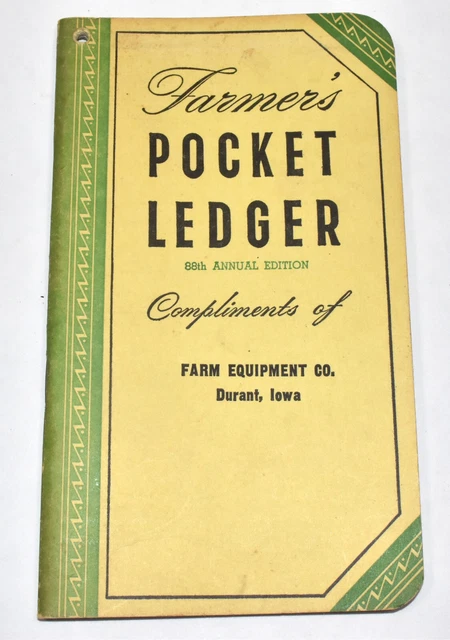 Farmer's
POCKET
LEDGER
88th ANNUAL EDITION
Compliments of
FARM EQUIPMENT CO.
Durant, Iowa